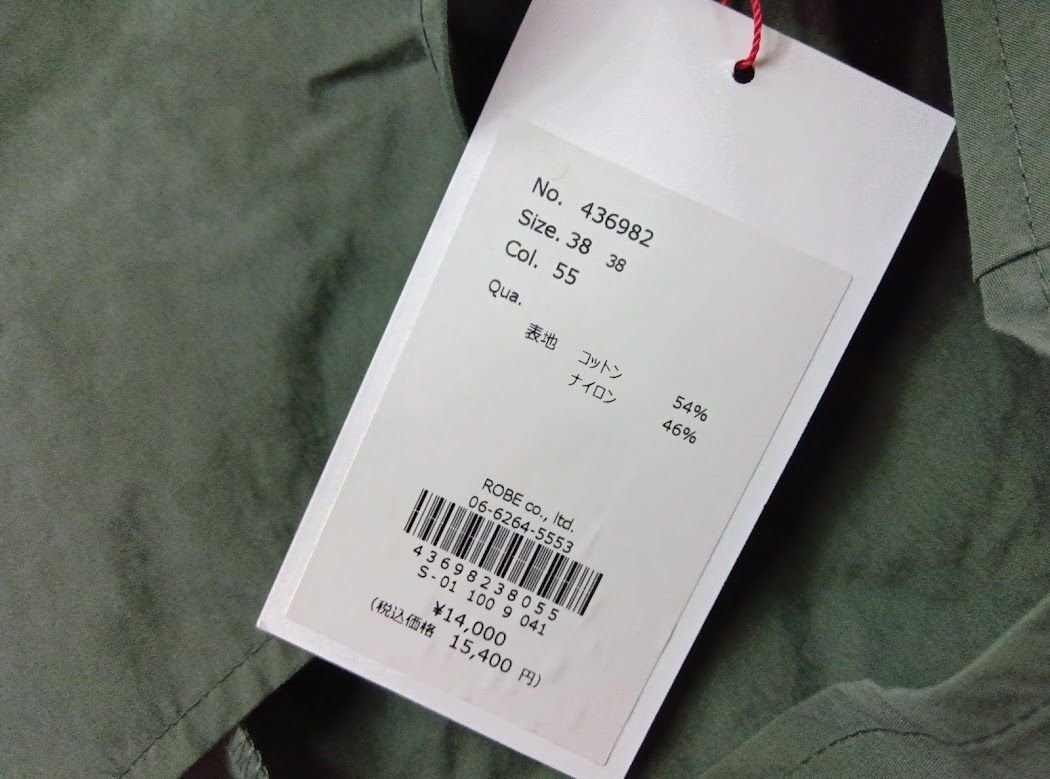 No. 436982
Size. 38 38
Col. 55
Qua.
表地 コットン 54%
ナイロン 46%
ROBE co., ltd.
06-6264-5553
43698238055
S-01 100 9 041
¥14,000
(税込価格 15,400 円)